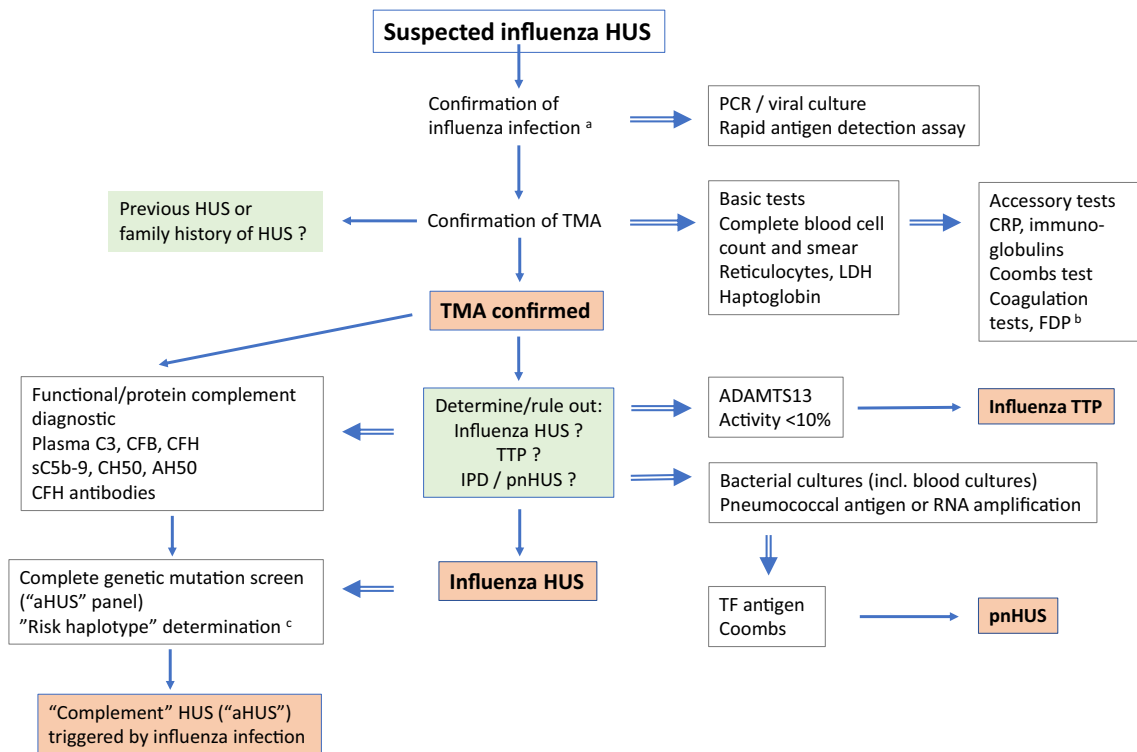 Suspected influenza HUS
Confirmation of
influenza infection a
PCR / viral culture
Rapid antigen detection assay
Previous HUS or
family history of HUS ?
Confirmation of TMA
Basic tests
Complete blood cell
count and smear
Reticulocytes, LDH
Haptoglobin
Accessory tests
CRP, immuno-
globulins
Coombs test
Coagulation
tests, FDP b
TMA confirmed
Functional/protein complement
diagnostic
Plasma C3, CFB, CFH
sC5b-9, CH50, AH50
CFH antibodies
Determine/rule out:
Influenza HUS ?
TTP ?
IPD / pnHUS ?
ADAMTS13
Activity <10%
Influenza TTP
Bacterial cultures (incl. blood cultures)
Pneumococcal antigen or RNA amplification
Complete genetic mutation screen
(“aHUS” panel)
”Risk haplotype” determination c
Influenza HUS
TF antigen
Coombs
pnHUS
“Complement” HUS (“aHUS”)
triggered by influenza infection